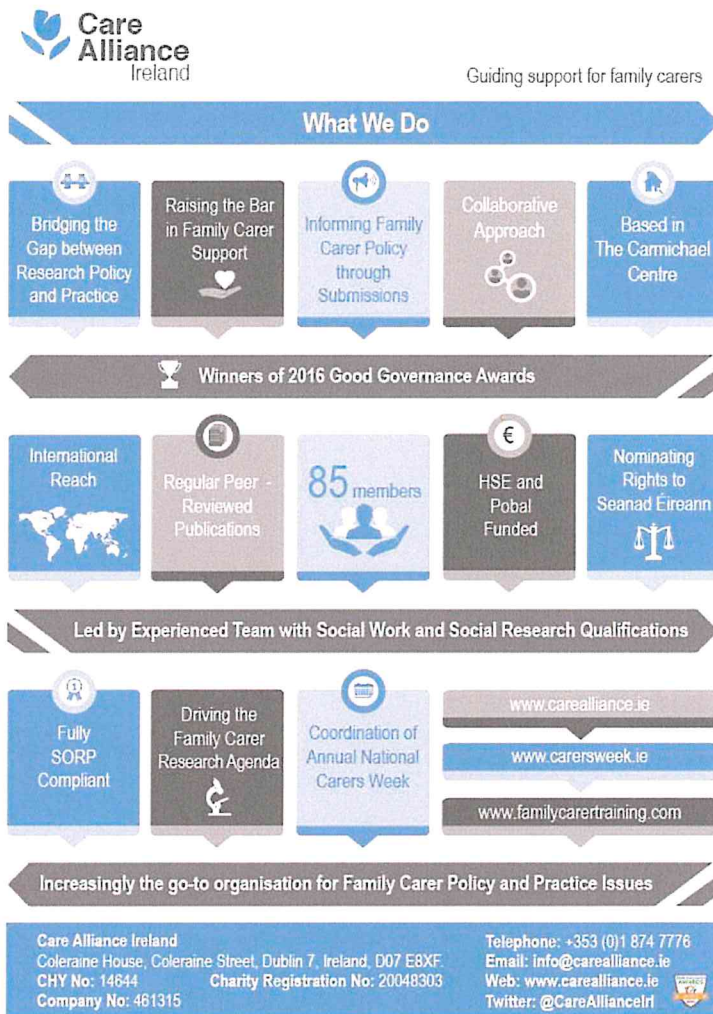 Care
Alliance
Ireland
Guiding support for family carers
What We Do
Bridging the
Gap between
Research Policy
and Practice
Raising the Bar
in Family Carer
Support
Informing Family
Carer Policy
through
Submissions
Collaborative
Approach
Based in
The Carmichael
Centre
Winners of 2016 Good Governance Awards
International
Reach
Regular Peer -
Reviewed
Publications
85 members
€
HSE and
Pobal
Funded
Nominating
Rights to
Seanad Éireann
Led by Experienced Team with Social Work and Social Research Qualifications
1
Fully
SORP
Compliant
Driving the
Family Carer
Research Agenda
Coordination of
Annual National
Carers Week
www.carealliance.ie
www.carersweek.ie
www.familycarertraining.com
Increasingly the go-to organisation for Family Carer Policy and Practice Issues
Care Alliance Ireland
Coleraine House, Coleraine Street, Dublin 7, Ireland, D07 E8XF.
CHY No: 14644 Charity Registration No: 20048303
Company No: 461315
Telephone: +353 (0)1 874 7776
Email: info@carealliance.ie
Web: www.carealliance.ie
Twitter: @CareAllianceIrl